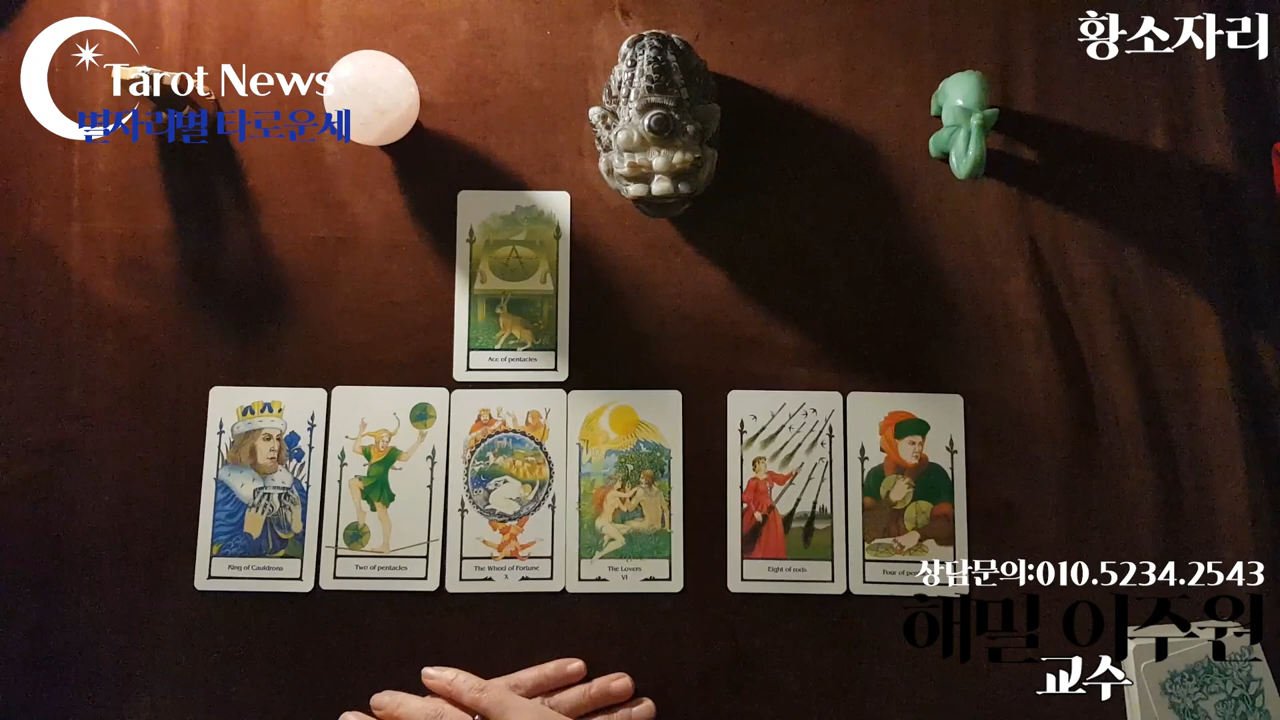 황소자리
Tarot News
별자리별 타로운세
Ace of pentacles
King of Cauldrons
Two of pentacles
The Wheel of Fortune
X
The Lovers
VI
Eight of rods
Four of
상담문의:010.5234.2543
해밀 이주원
교수